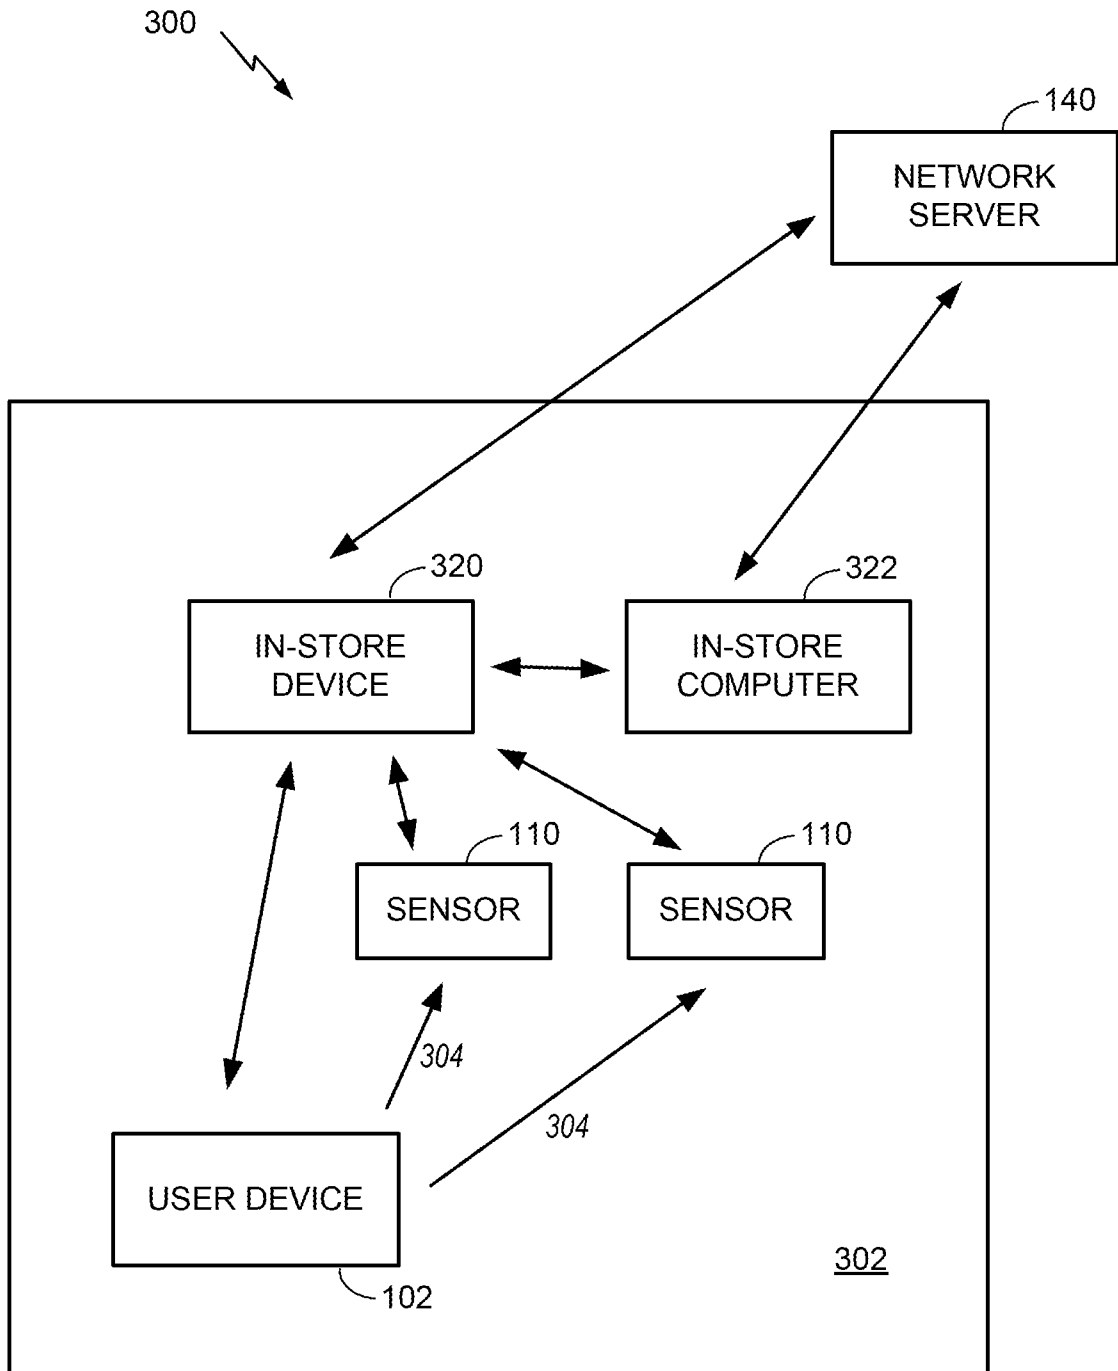 300
140
NETWORK
SERVER
320
322
IN-STORE
DEVICE
IN-STORE
COMPUTER
110
110
SENSOR
SENSOR
304
304
USER DEVICE
302
102